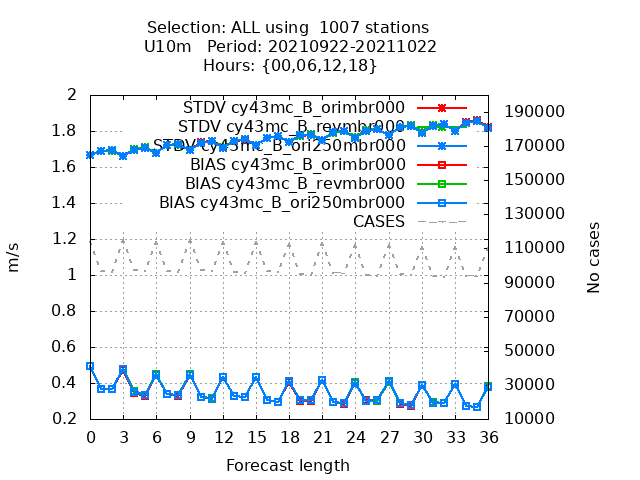 Selection: ALL using  1007 stations
U10m   Period: 20210922-20211022
Hours: {00,06,12,18}
STDV cy43mc_B_orimbr000
STDV cy43mc_B_revmbr000
STDV cy43mc_B_ori250mbr000
BIAS cy43mc_B_orimbr000
BIAS cy43mc_B_revmbr000
BIAS cy43mc_B_ori250mbr000
CASES
m/s
2
1.8
1.6
1.4
1.2
1
0.8
0.6
0.4
0.2
190000
170000
150000
130000
110000
90000
70000
50000
30000
10000
No cases
0 3 6 9 12 15 18 21 24 27 30 33 36
Forecast length